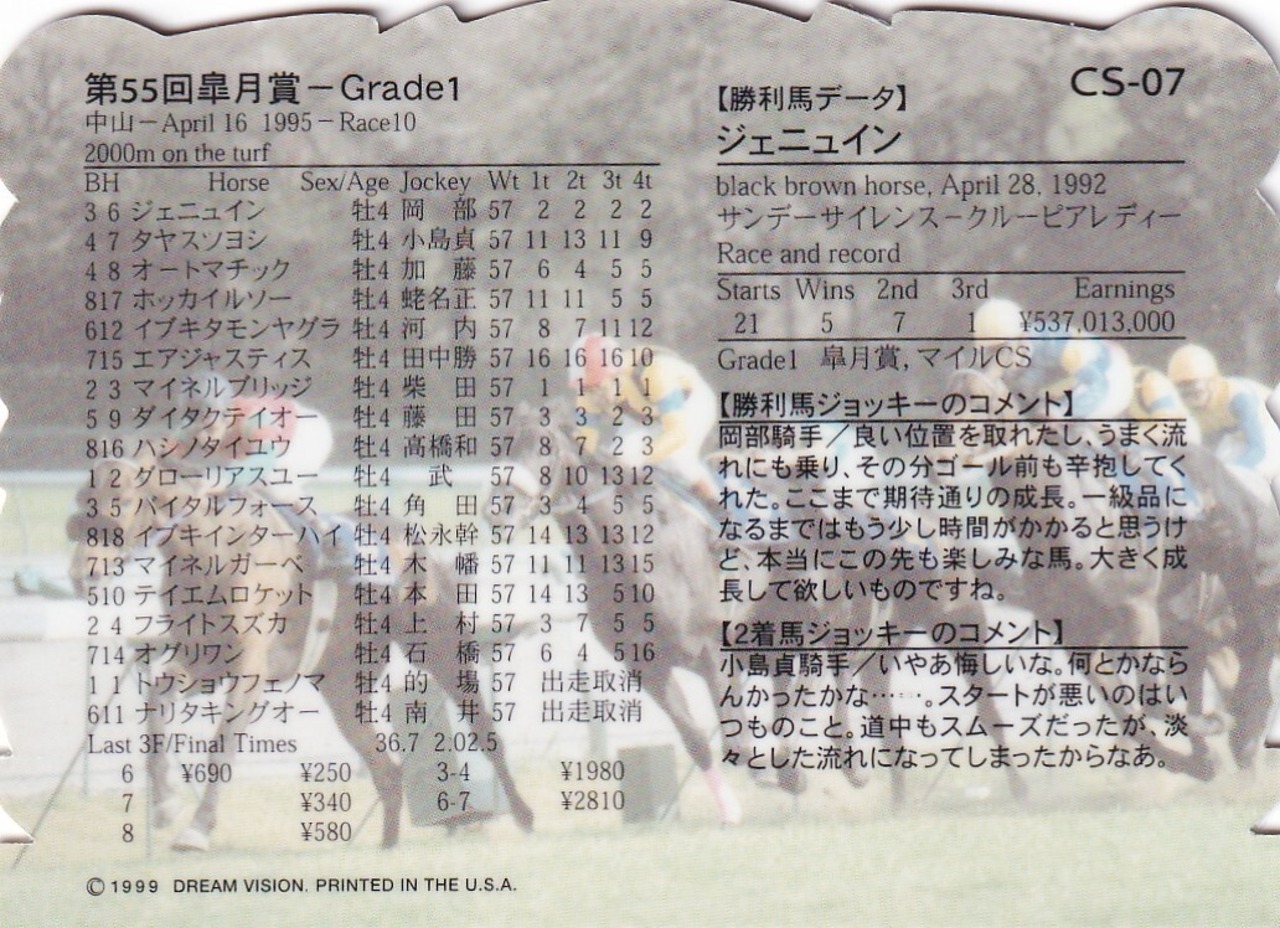 第55回皐月賞－Grade1
中山－April 16 1995－Race10
2000m on the turf
BH Horse Sex/Age Jockey Wt 1t 2t 3t 4t
3 6 ジェニュイン 牡4 岡 部 57 2 2 2 2
4 7 タヤスツヨシ 牡4 小島貞 57 11 13 11 9
4 8 オートマチック 牡4 加 藤 57 6 4 5 5
817 ホッカイルソー 牡4 蛯名正 57 11 11 5 5
612 イブキタモンヤグラ 牡4 河 内 57 8 7 11 12
715 エアジャスティス 牡4 田中勝 57 16 16 16 10
2 3 マイネルブリッジ 牡4 柴 田 57 1 1 1 1
5 9 ダイタクテイオー 牡4 藤 田 57 3 3 2 3
816 ハシノタイユウ 牡4 高橋和 57 8 7 2 3
1 2 ダローリアスユー 牡4 武 57 8 10 13 12
3 5 バイタルフォース 牡4 角 田 57 3 4 5 5
818 イブキインターハイ 牡4 松永幹 57 14 13 13 12
713 マイネルガーベ 牡4 木 幡 57 11 11 13 15
510 テイエムロケット 牡4 本 田 57 14 13 5 10
2 4 フライトスズカ 牡4 上 村 57 3 7 5 5
714 オグリワン 牡4 石 橋 57 6 4 5 16
1 1 トウショウフェノマ 牡4 的 場 57 出走取消
611 ナリタキングオー 牡4 南 井 57 出走取消
Last 3F/Final Times 36.7 2.02.5
6 ¥690 ¥250 3-4 ¥1980
7 ¥340 6-7 ¥2810
8 ¥580
©1999 DREAM VISION. PRINTED IN THE U.S.A.
CS-07
【勝利馬データ】
ジェニュイン
black brown horse, April 28, 1992
サンデーサイレンス－クルーピアレディー
Race and record
Starts Wins 2nd 3rd Earnings
21 5 7 1 ¥537,013,000
Grade1 皐月賞, マイルCS
【勝利馬ジョッキーのコメント】
岡部騎手／良い位置を取れたし、うまく流
れにも乗り、その分ゴール前も辛抱してく
れた。ここまで期待通りの成長。一級品に
なるまではもう少し時間がかかると思うけ
ど、本当にこの先も楽しみな馬。大きく成
長して欲しいものですね。
【2着馬ジョッキーのコメント】
小島貞騎手／いやあ悔しいな。何とかなら
んかったかな……。スタートが悪いのはい
つものこと。道中もスムーズだったが、淡
々とした流れになってしまったからなあ。